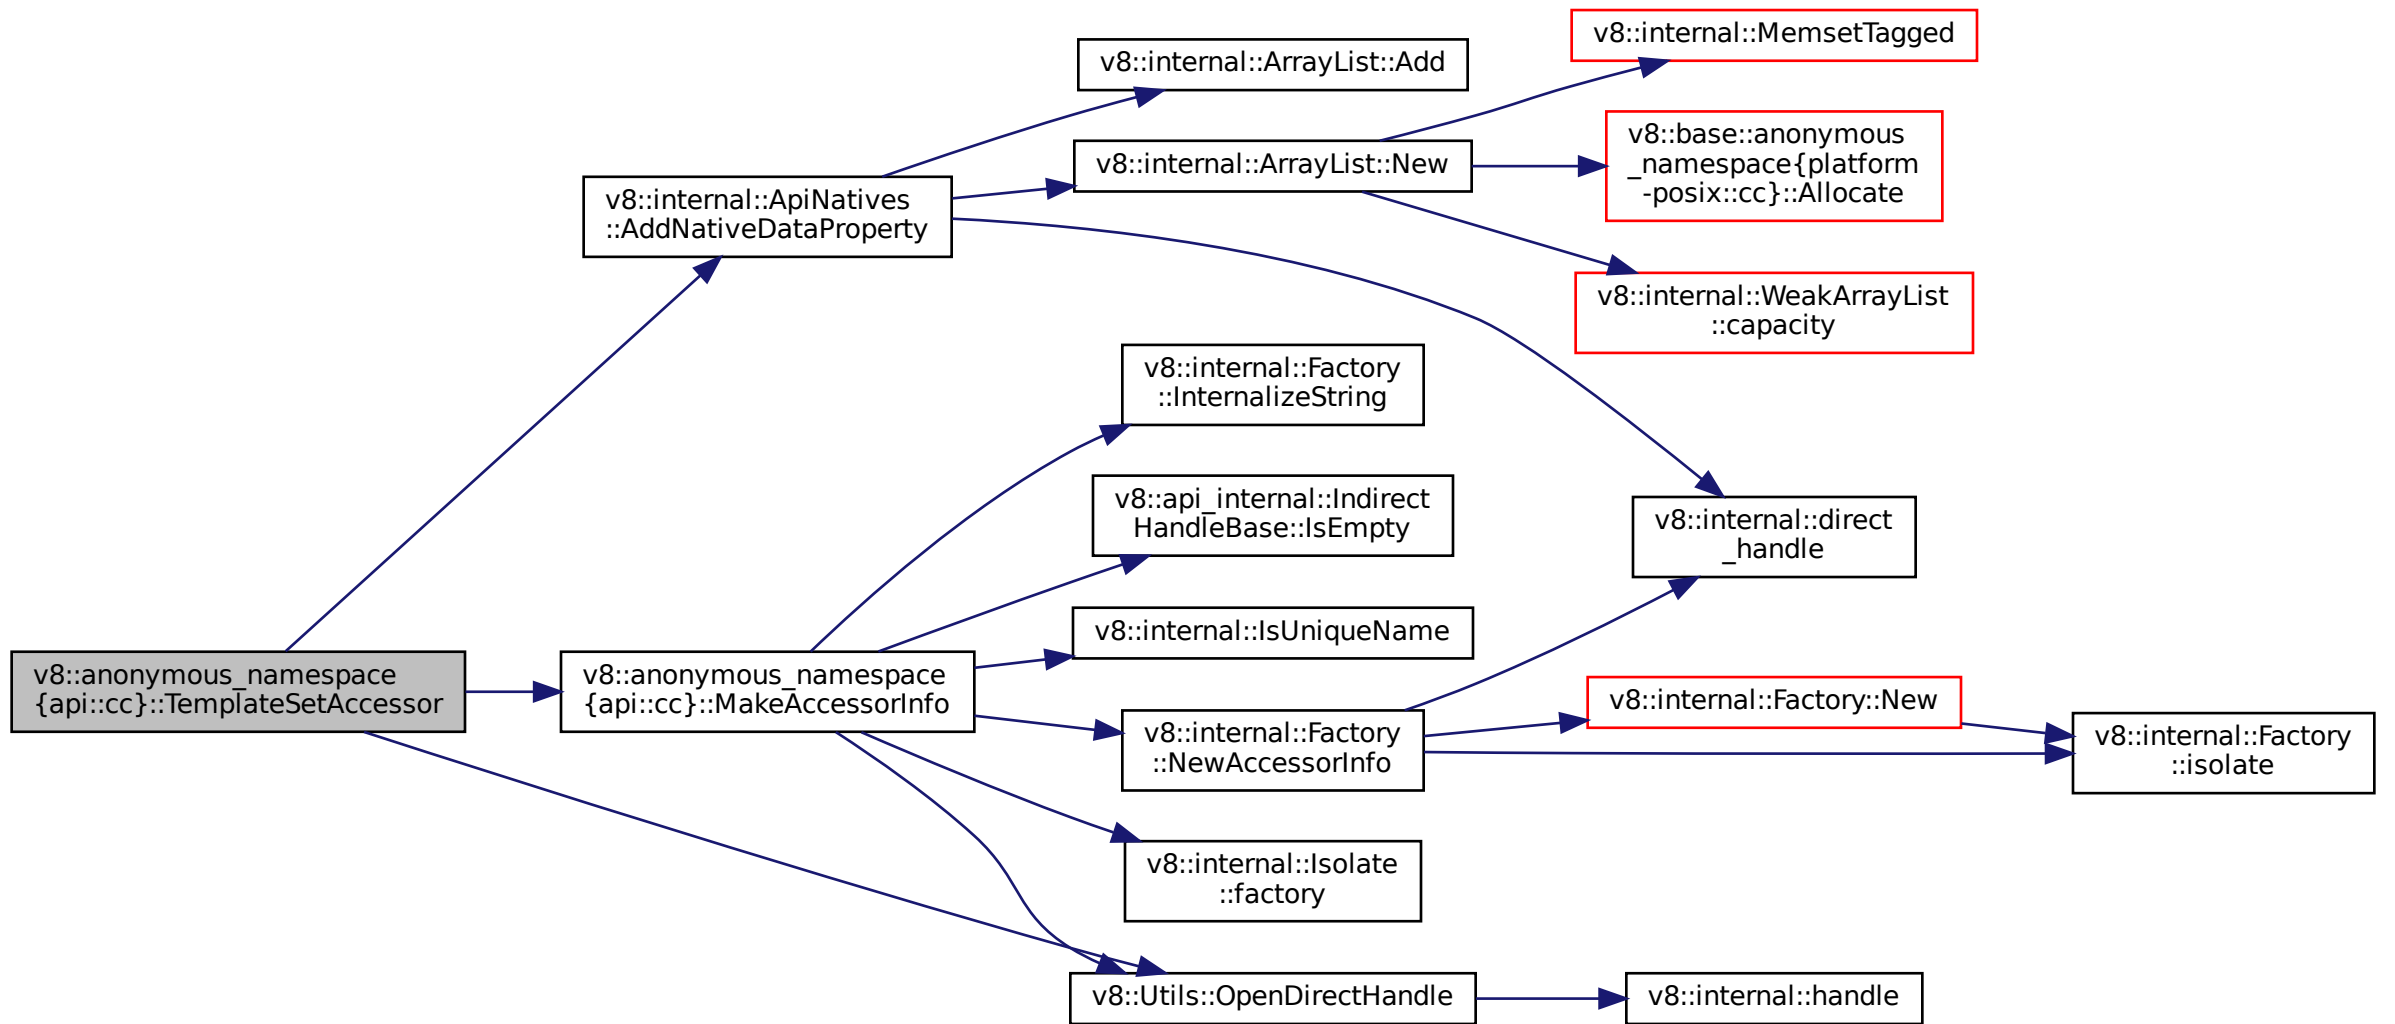 v8::internal::MemsetTagged
v8::internal::ArrayList::Add
v8::base::anonymous
_namespace{platform
-posix::cc}::Allocate
v8::internal::ArrayList::New
v8::internal::ApiNatives
::AddNativeDataProperty
v8::internal::WeakArrayList
::capacity
v8::internal::Factory
::InternalizeString
v8::api_internal::Indirect
HandleBase::IsEmpty
v8::internal::direct
_handle
v8::internal::IsUniqueName
v8::anonymous_namespace
{api::cc}::TemplateSetAccessor
v8::anonymous_namespace
{api::cc}::MakeAccessorInfo
v8::internal::Factory::New
v8::internal::Factory
::NewAccessorInfo
v8::internal::Factory
::isolate
v8::internal::Isolate
::factory
v8::Utils::OpenDirectHandle
v8::internal::handle